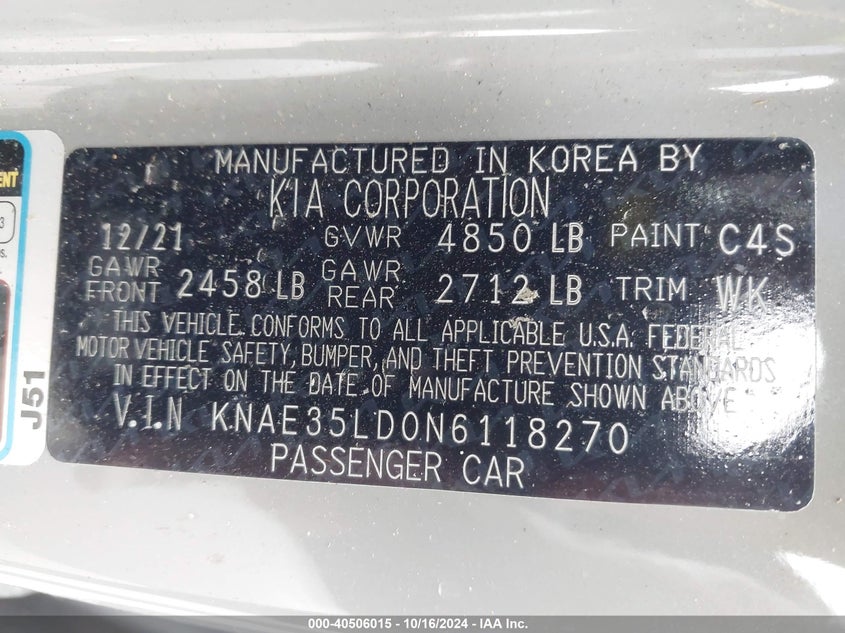 MANUFACTURED IN KOREA BY
KIA CORPORATION
12/21 GVWR 4850 LB PAINT C4S
GAWR FRONT 2458 LB GAWR REAR 2712 LB TRIM WK
THIS VEHICLE CONFORMS TO ALL APPLICABLE U.S.A. FEDERAL
MOTOR VEHICLE SAFETY, BUMPER, AND THEFT PREVENTION STANDARDS
IN EFFECT ON THE DATE OF MANUFACTURE SHOWN ABOVE
V.I.N KNAE35LD0N6118270
PASSENGER CAR
J51
000-40506015 / 10/16/2024 - IAA Inc.